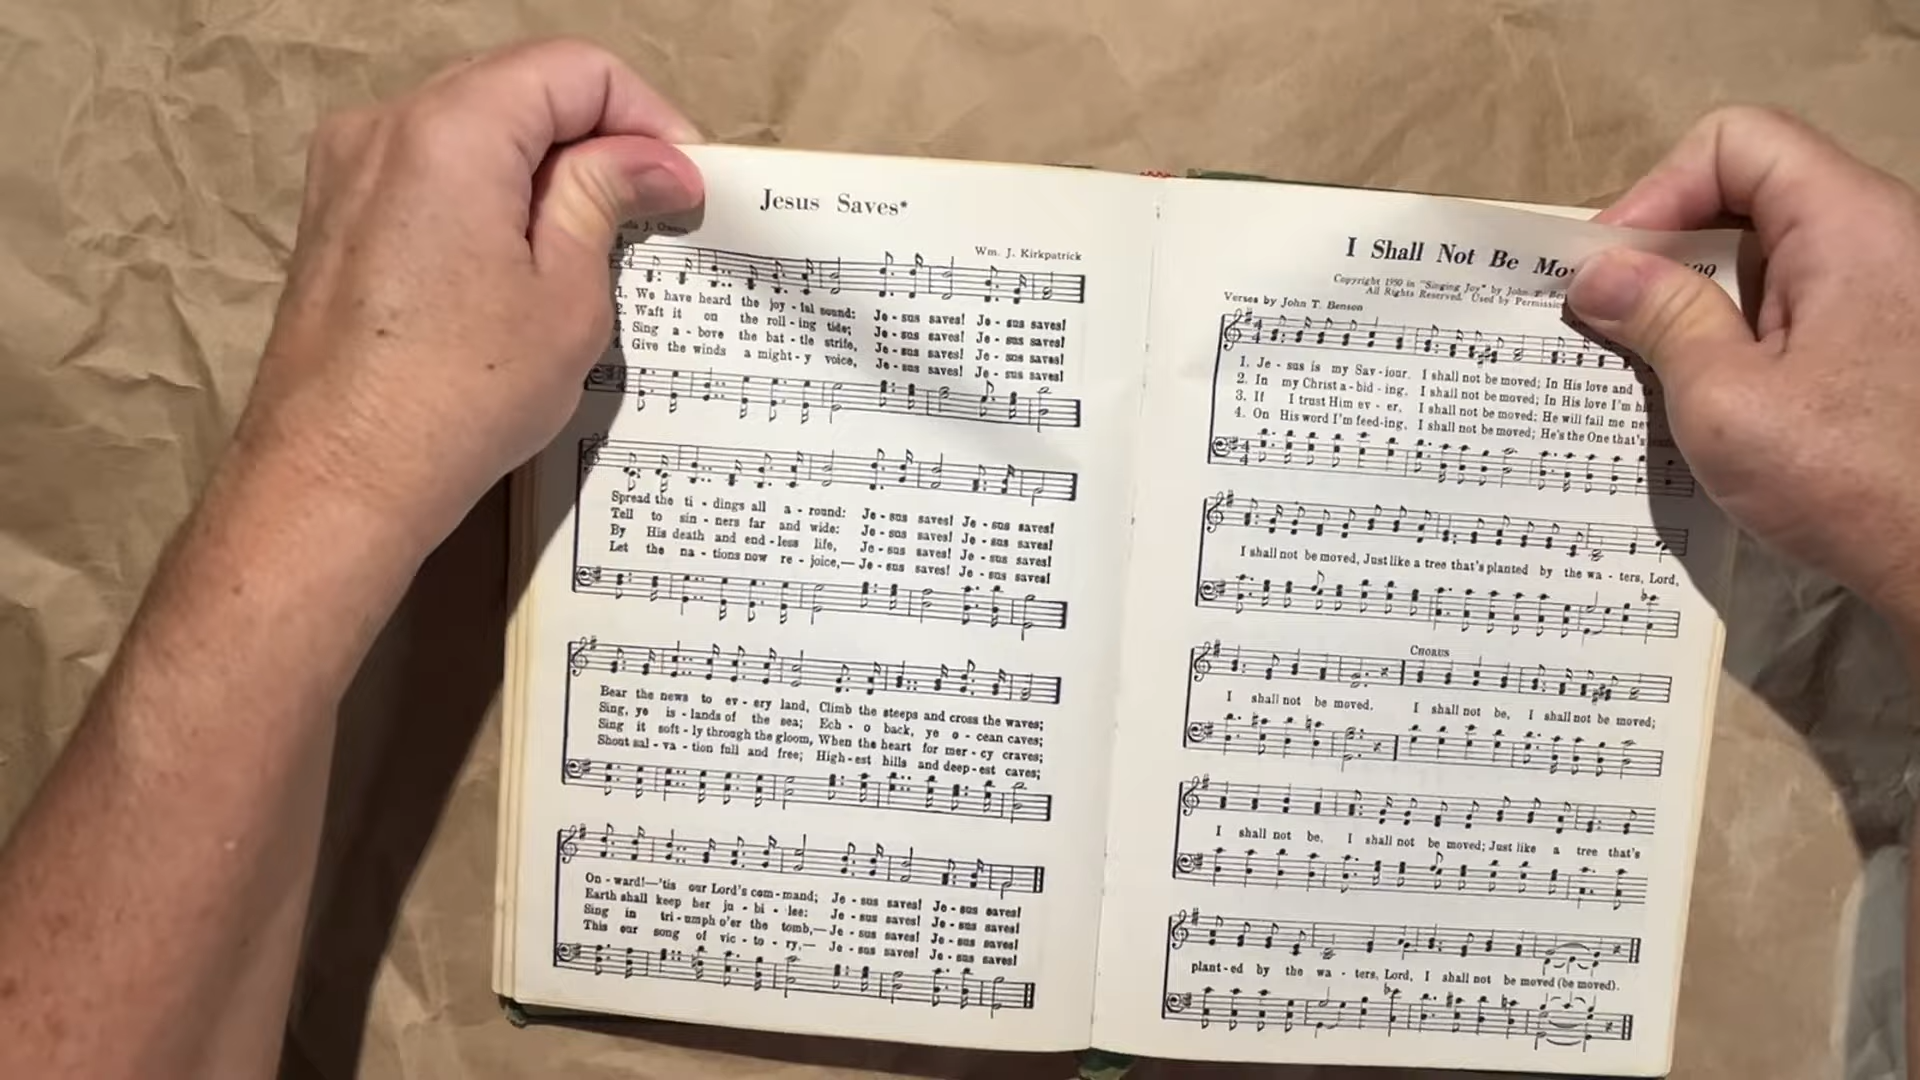 Jesus Saves*
Wm. J. Kirkpatrick
1. We have heard the joy - ful sound: Je - sus saves! Je - sus saves!
2. Waft it on the roll - ing tide; Je - sus saves! Je - sus saves!
3. Sing a - bove the bat - tle strife, Je - sus saves! Je - sus saves!
4. Give the winds a might - y voice, Je - sus saves! Je - sus saves!
Spread the ti - dings all a - round: Je - sus saves! Je - sus saves!
Tell to sin - ners far and wide: Je - sus saves! Je - sus saves!
By His death and end - less life, Je - sus saves! Je - sus saves!
Let the na - tions now re - joice,— Je - sus saves! Je - sus saves!
Bear the news to ev - ery land, Climb the steeps and cross the waves;
Sing, ye is - lands of the sea; Ech - o back, ye o - cean caves;
Sing it soft - ly through the gloom, When the heart for mer - cy craves;
Shout sal - va - tion full and free; High - est hills and deep - est caves;
On - ward!—'tis our Lord's com - mand; Je - sus saves! Je - sus saves!
Earth shall keep her ju - bi - lee: Je - sus saves! Je - sus saves!
Sing in tri - umph o'er the tomb,— Je - sus saves! Je - sus saves!
This our song of vic - to - ry,— Je - sus saves! Je - sus saves!
I Shall Not Be
Copyright 1950 in "Singing Joy" by John T.
All Rights Reserved. Used by
Verses by John T. Benson
1. Je - sus is my Sav - iour. I shall not be moved; In His love and
2. In my Christ a - bid - ing, I shall not be moved; In His love I'm
3. If I trust Him ev - er, I shall not be moved; He will fail me
4. On His word I'm feed - ing, I shall not be moved; He's the One that's
I shall not be moved, Just like a tree that's planted by the wa - ters, Lord,
CHORUS
I shall not be moved. I shall not be, I shall not be moved;
I shall not be, I shall not be moved; Just like a tree that's
plant - ed by the wa - ters, Lord, I shall not be moved (be moved).